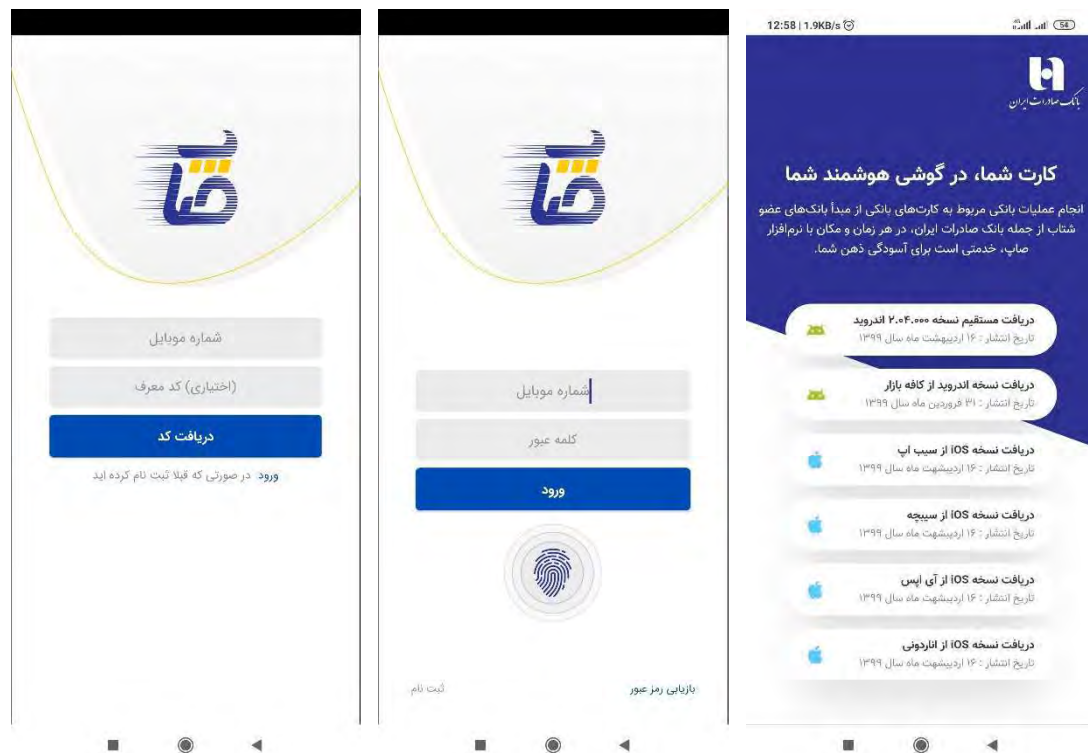 شماره موبایل
(اختیاری) کد معرف
دریافت کد
ورود در صورتی که قبلا ثبت نام کرده اید
شماره موبایل
کلمه عبور
ورود
بازیابی رمز عبور
ثبت نام
12:58 | 1.9KB/s
54
بانک صادرات ایران
کارت شما، در گوشی هوشمند شما
انجام عملیات بانکی مربوط به کارت‌های بانکی از مبدأ بانک‌های عضو
شتاب از جمله بانک صادرات ایران، در هر زمان و مکان با نرم‌افزار
صاپ، خدمتی است برای آسودگی ذهن شما.
دریافت مستقیم نسخه ۲.۰۴.۰۰۰ اندروید
تاریخ انتشار : ۱۶ اردیبهشت ماه سال ۱۳۹۹
دریافت نسخه اندروید از کافه بازار
تاریخ انتشار : ۳۱ فروردین ماه سال ۱۳۹۹
دریافت نسخه iOS از سیب اپ
تاریخ انتشار : ۱۶ اردیبشهت ماه سال ۱۳۹۹
دریافت نسخه iOS از سیبچه
تاریخ انتشار : ۱۶ اردیبشهت ماه سال ۱۳۹۹
دریافت نسخه iOS از آی اپس
تاریخ انتشار : ۱۶ اردیبشهت ماه سال ۱۳۹۹
دریافت نسخه iOS از اناردونی
تاریخ انتشار : ۱۶ اردیبشهت ماه سال ۱۳۹۹